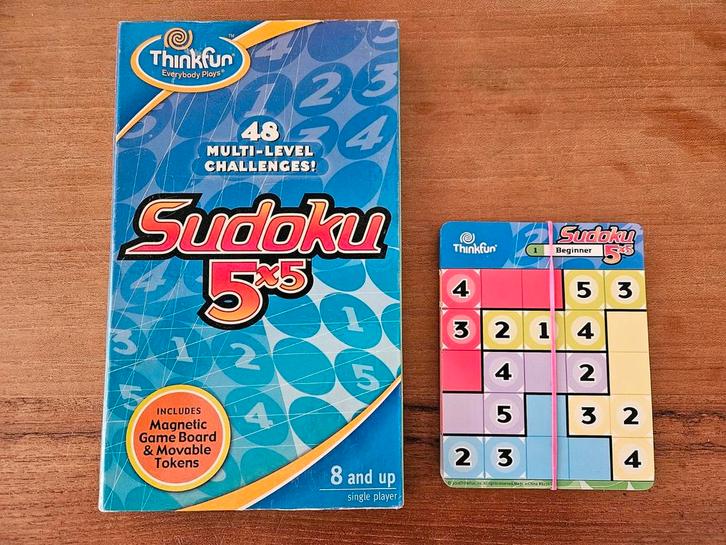 Thinkfun™
Everybody Plays®
48
MULTI-LEVEL
CHALLENGES!
Sudoku
5x5
INCLUDES
Magnetic
Game Board
& Movable
Tokens
8 and up
single player
Thinkfun
1 Beginner
Sudoku
5x5
4 5 3
3 2 1 4
4 2
5 3 2
2 3 4